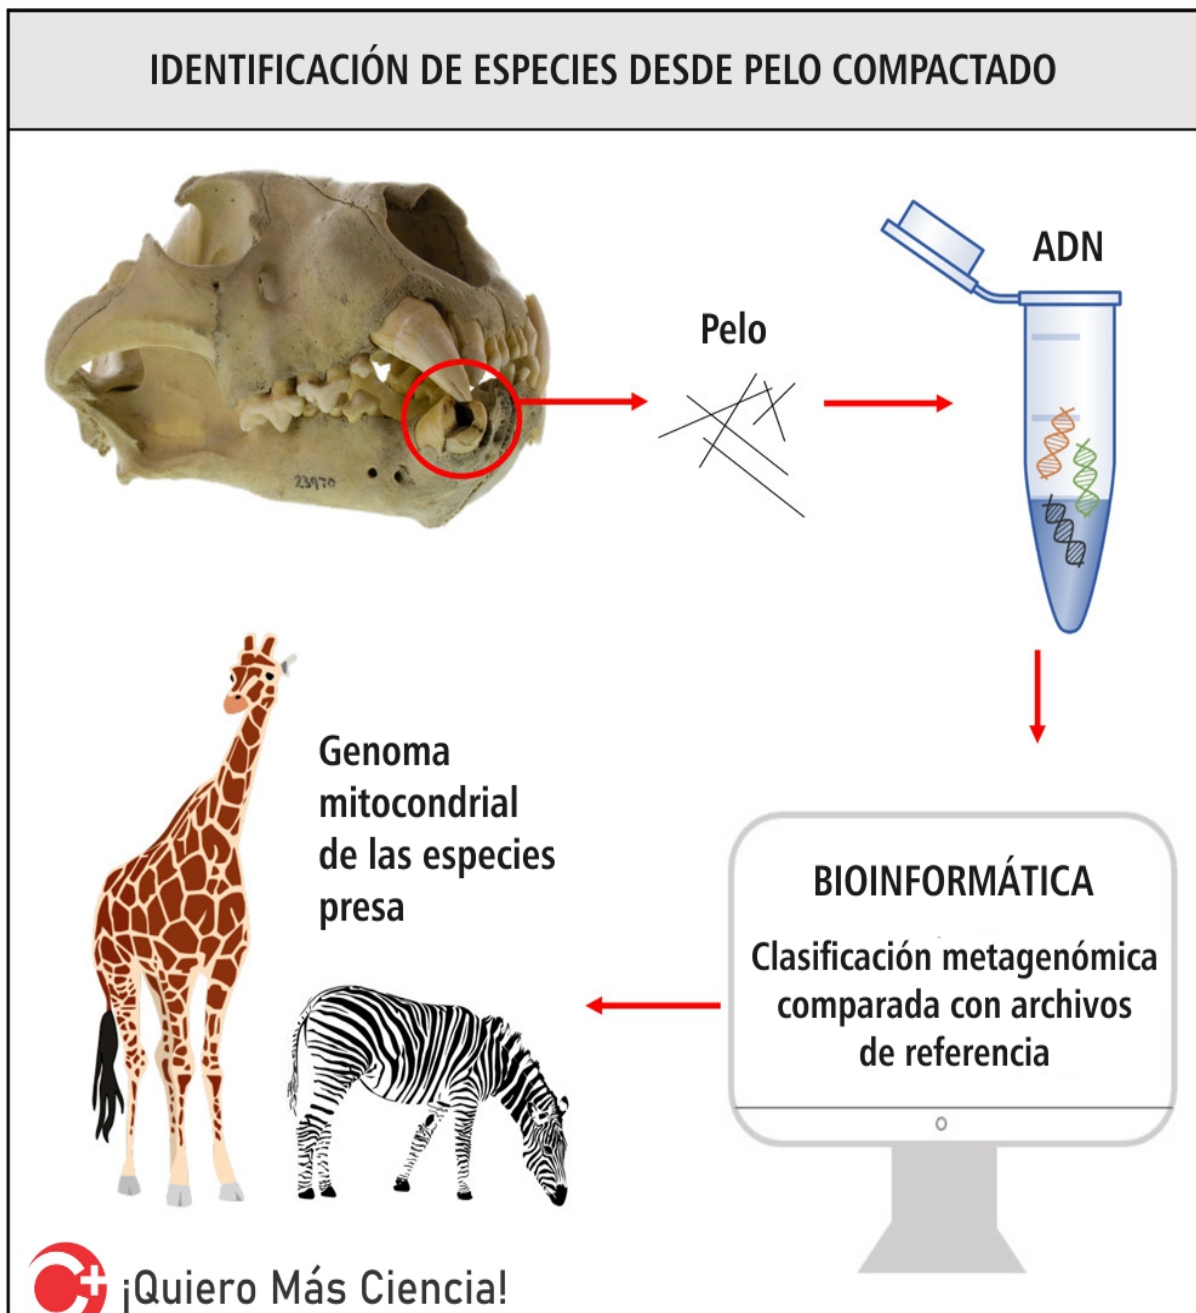 IDENTIFICACIÓN DE ESPECIES DESDE PELO COMPACTADO
ADN
Pelo
23970
Genoma
mitocondrial
de las especies
presa
BIOINFORMÁTICA
Clasificación metagenómica
comparada con archivos
de referencia
C+ ¡Quiero Más Ciencia!